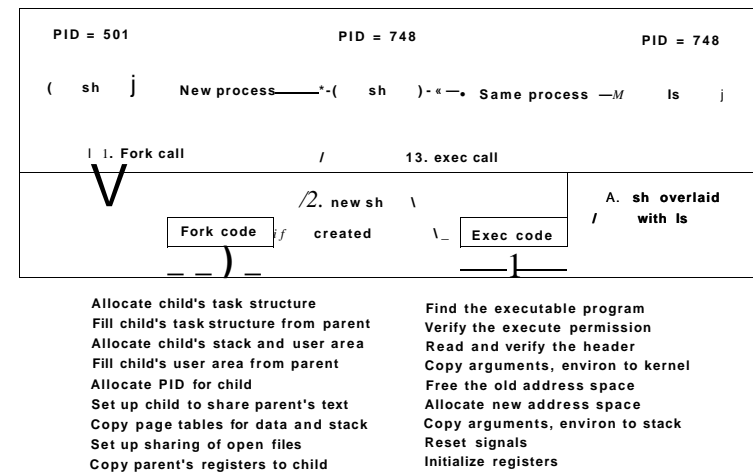 PID = 501
PID = 748
PID = 748
( sh j New process *-( sh )-«—• Same process —M ls j
| 1. Fork call / 13. exec call
V
/2. new sh \
A. sh overlaid
/ with ls
Fork code if created \_ Exec code
_ _ ) _ —1—
Allocate child's task structure
Fill child's task structure from parent
Allocate child's stack and user area
Fill child's user area from parent
Allocate PID for child
Set up child to share parent's text
Copy page tables for data and stack
Set up sharing of open files
Copy parent's registers to child
Find the executable program
Verify the execute permission
Read and verify the header
Copy arguments, environ to kernel
Free the old address space
Allocate new address space
Copy arguments, environ to stack
Reset signals
Initialize registers